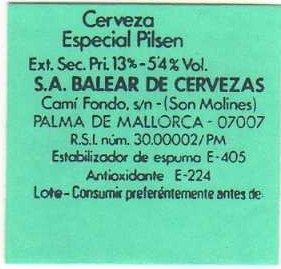 Cerveza
Especial Pilsen
Ext. Sec. Pri. 13% - 5'4% Vol.
S.A. BALEAR DE CERVEZAS
Camí Fondo, s/n - (Son Molines)
PALMA DE MALLORCA - 07007
R.S.I. núm. 30.00002/PM
Estabilizador de espuma E-405
Antioxidante E-224
Lote - Consumir preferéntemente antes de: